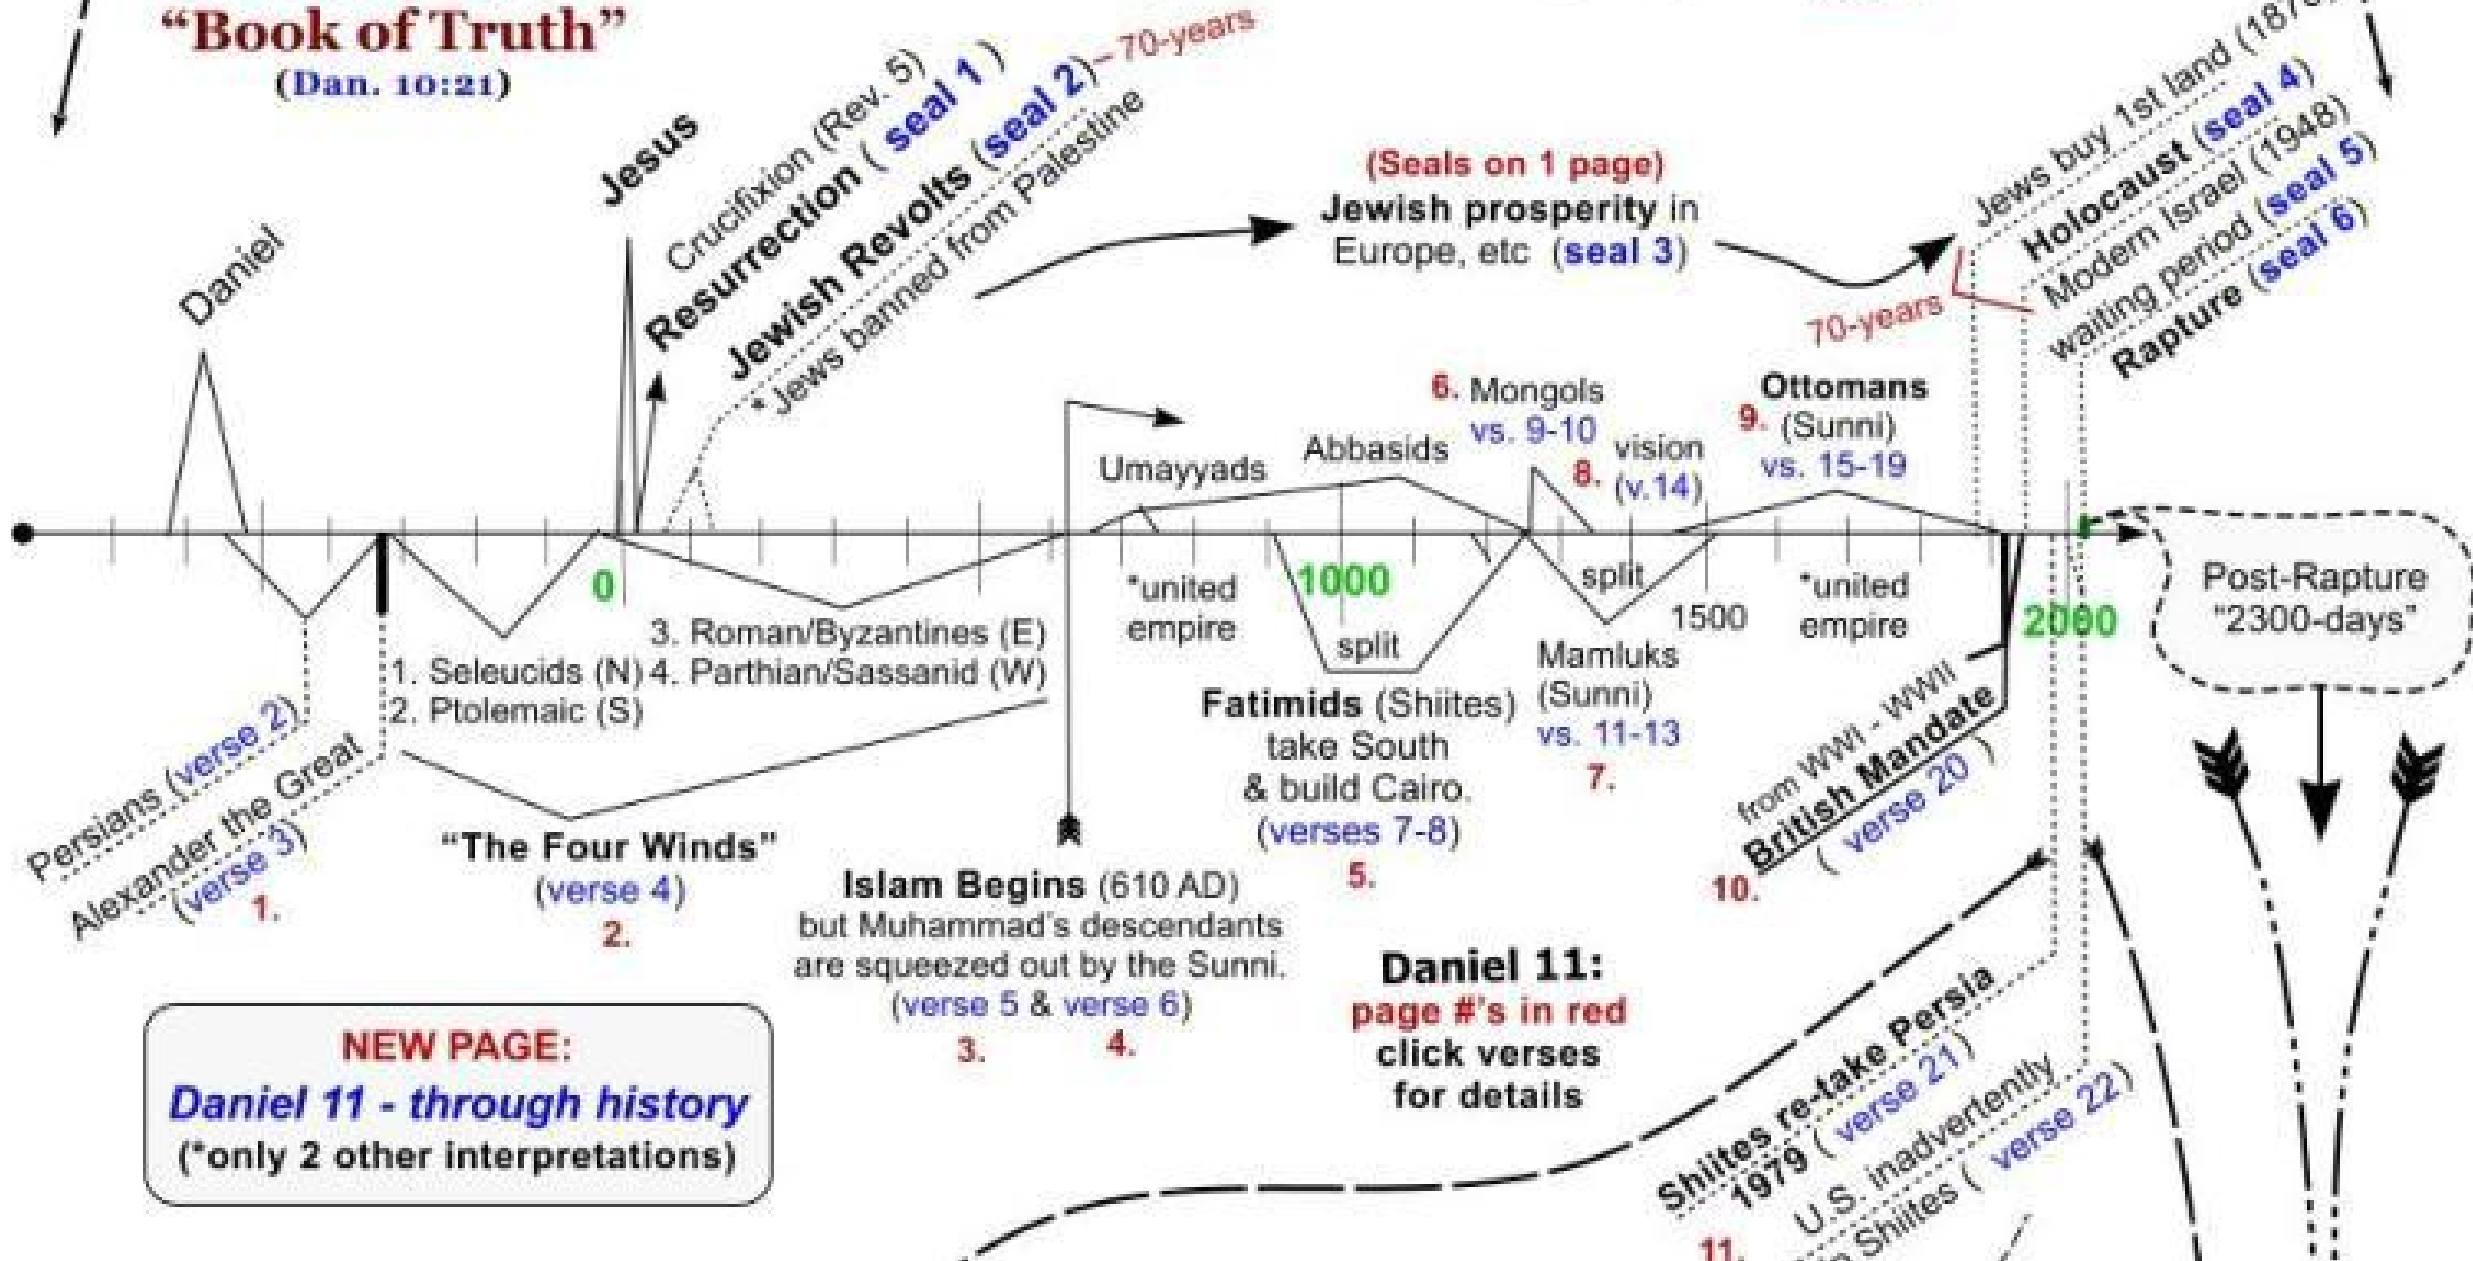 “Book of Truth”
(Dan. 10:21)
Daniel
Jesus
Crucifixion (Rev. 5)
Resurrection ( seal 1 )
Jewish Revolts (seal 2)
70-years
*Jews banned from Palestine
(Seals on 1 page)
Jewish prosperity in
Europe, etc (seal 3)
Jews buy 1st land
Holocaust (seal 4)
Modern Israel (1948)
waiting period (seal 5)
Rapture (seal 6)
70-years
Umayyads
Abbasids
6. Mongols
vs. 9-10
vision
8. (v.14)
Ottomans
9. (Sunni)
vs. 15-19
0
1000
1500
2000
*united
empire
split
split
*united
empire
Post-Rapture
“2300-days”
3. Roman/Byzantines (E)
1. Seleucids (N) 4. Parthian/Sassanid (W)
2. Ptolemaic (S)
Persians (verse 2)
Alexander the Great
(verse 3)
1.
“The Four Winds”
(verse 4)
2.
Islam Begins (610 AD)
but Muhammad’s descendants
are squeezed out by the Sunni.
(verse 5 & verse 6)
3. 4.
Fatimids (Shiites)
take South
& build Cairo.
(verses 7-8)
5.
Mamluks
(Sunni)
vs. 11-13
7.
from WWI - WWII
British Mandate
( verse 20 )
10.
Daniel 11:
page #'s in red
click verses
for details
NEW PAGE:
Daniel 11 - through history
(*only 2 other interpretations)
Shiites re-take Persia
1979 ( verse 21)
11.
U.S. inadvertently
Shiites ( verse 22)